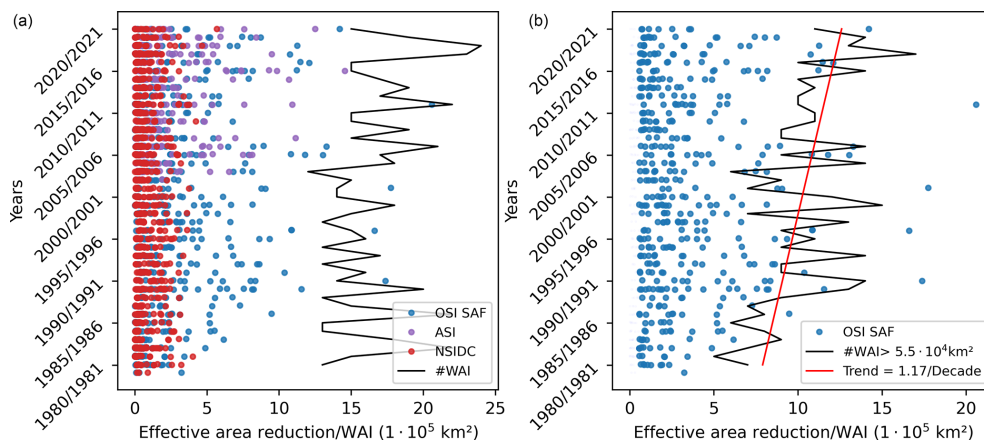 (a)
Years
2020/2021
2015/2016
2010/2011
2005/2006
2000/2001
1995/1996
1990/1991
1985/1986
1980/1981
OSI SAF
ASI
NSIDC
#WAI
0 5 10 15 20 25
Effective area reduction/WAI (1 · 10⁵ km²)
(b)
Years
2020/2021
2015/2016
2010/2011
2005/2006
2000/2001
1995/1996
1990/1991
1985/1986
1980/1981
OSI SAF
#WAI> 5.5 · 10⁴km²
Trend = 1.17/Decade
0 5 10 15 20
Effective area reduction/WAI (1 · 10⁵ km²)